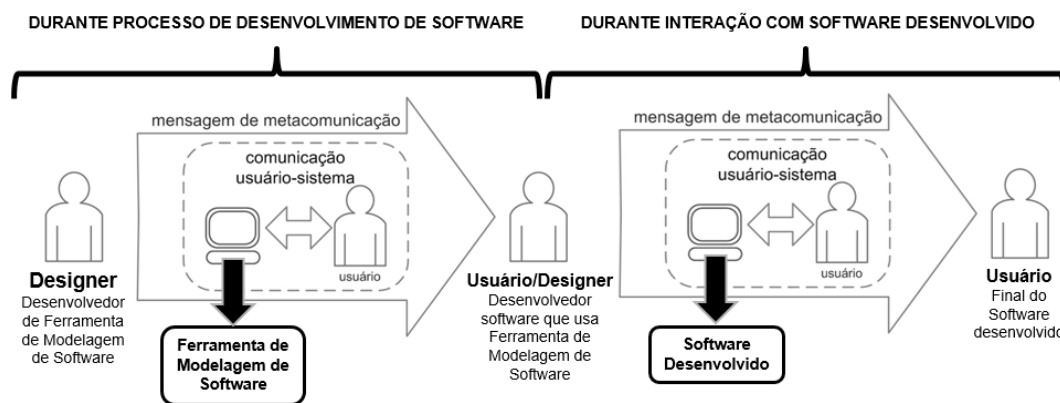 DURANTE PROCESSO DE DESENVOLVIMENTO DE SOFTWARE
DURANTE INTERAÇÃO COM SOFTWARE DESENVOLVIDO
mensagem de metacomunicação
comunicação
usuário-sistema
usuário
Designer
Desenvolvedor
de Ferramenta
de Modelagem
de Software
Ferramenta de
Modelagem de
Software
Usuário/Designer
Desenvolvedor
software que usa
Ferramenta de
Modelagem de
Software
mensagem de metacomunicação
comunicação
usuário-sistema
usuário
Software
Desenvolvido
Usuário
Final do
Software
desenvolvido